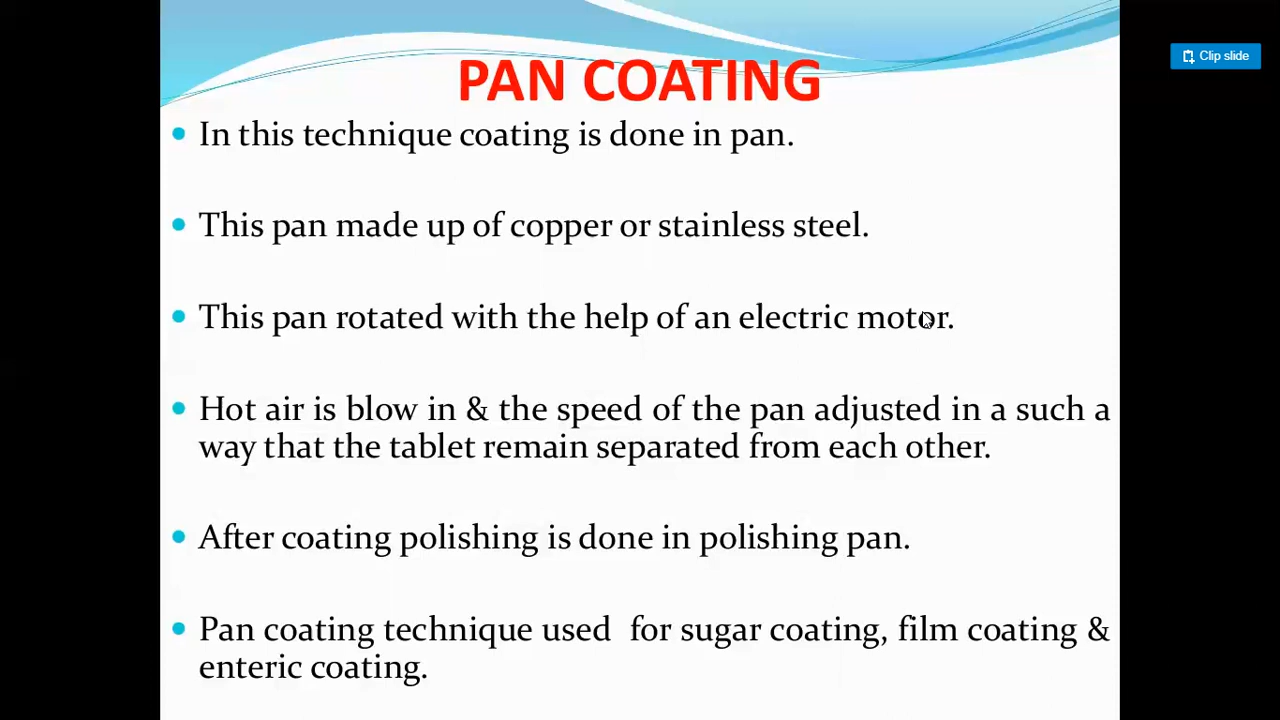 Clip slide
PAN COATING
In this technique coating is done in pan.
This pan made up of copper or stainless steel.
This pan rotated with the help of an electric motor.
Hot air is blow in & the speed of the pan adjusted in a such a
way that the tablet remain separated from each other.
After coating polishing is done in polishing pan.
Pan coating technique used for sugar coating, film coating &
enteric coating.